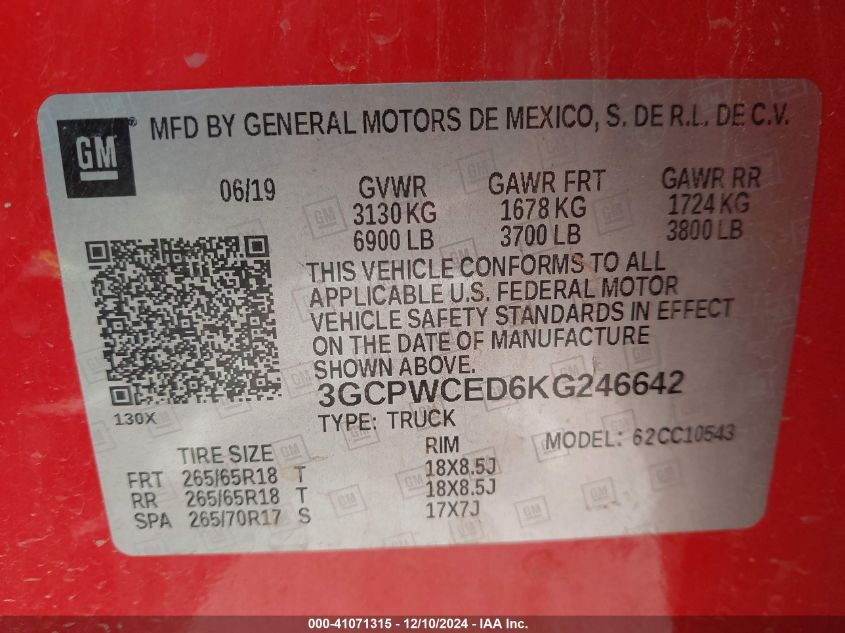 GM ® MFD BY GENERAL MOTORS DE MEXICO, S. DE R.L. DE C.V.
06/19 GVWR GAWR FRT GAWR RR
3130 KG 1678 KG 1724 KG
6900 LB 3700 LB 3800 LB
THIS VEHICLE CONFORMS TO ALL
APPLICABLE U.S. FEDERAL MOTOR
VEHICLE SAFETY STANDARDS IN EFFECT
ON THE DATE OF MANUFACTURE
SHOWN ABOVE.
3GCPWCED6KG246642
130X
TYPE: TRUCK
TIRE SIZE RIM MODEL: 62CC10543
FRT 265/65R18 T 18X8.5J
RR 265/65R18 T 18X8.5J
SPA 265/70R17 S 17X7J
000-41071315 - 12/10/2024 - IAA Inc.